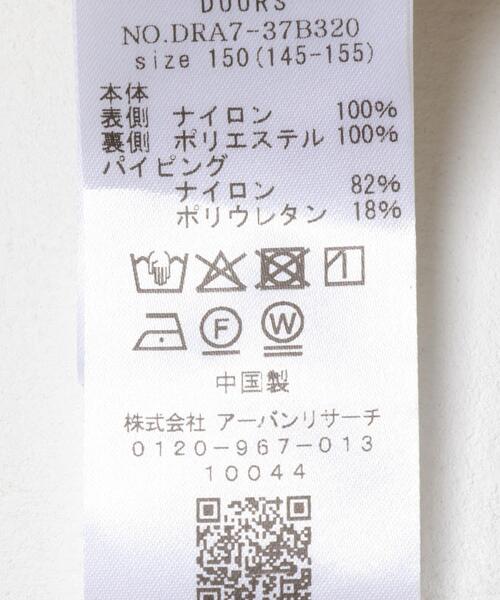 DOORS
NO.DRA7-37B320
size 150(145-155)
本体
表側 ナイロン 100%
裏側 ポリエステル 100%
パイピング
ナイロン 82%
ポリウレタン 18%
F W
中国製
株式会社 アーバンリサーチ
0120-967-013
10044